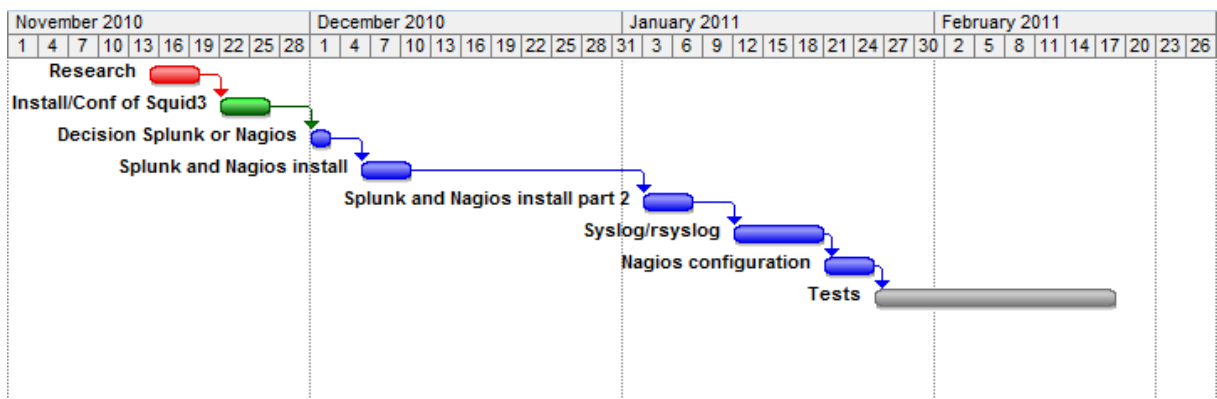 November 2010 December 2010 January 2011 February 2011
1 4 7 10 13 16 19 22 25 28 1 4 7 10 13 16 19 22 25 28 31 3 6 9 12 15 18 21 24 27 30 2 5 8 11 14 17 20 23 26
Research
Install/Conf of Squid3
Decision Splunk or Nagios
Splunk and Nagios install
Splunk and Nagios install part 2
Syslog/rsyslog
Nagios configuration
Tests